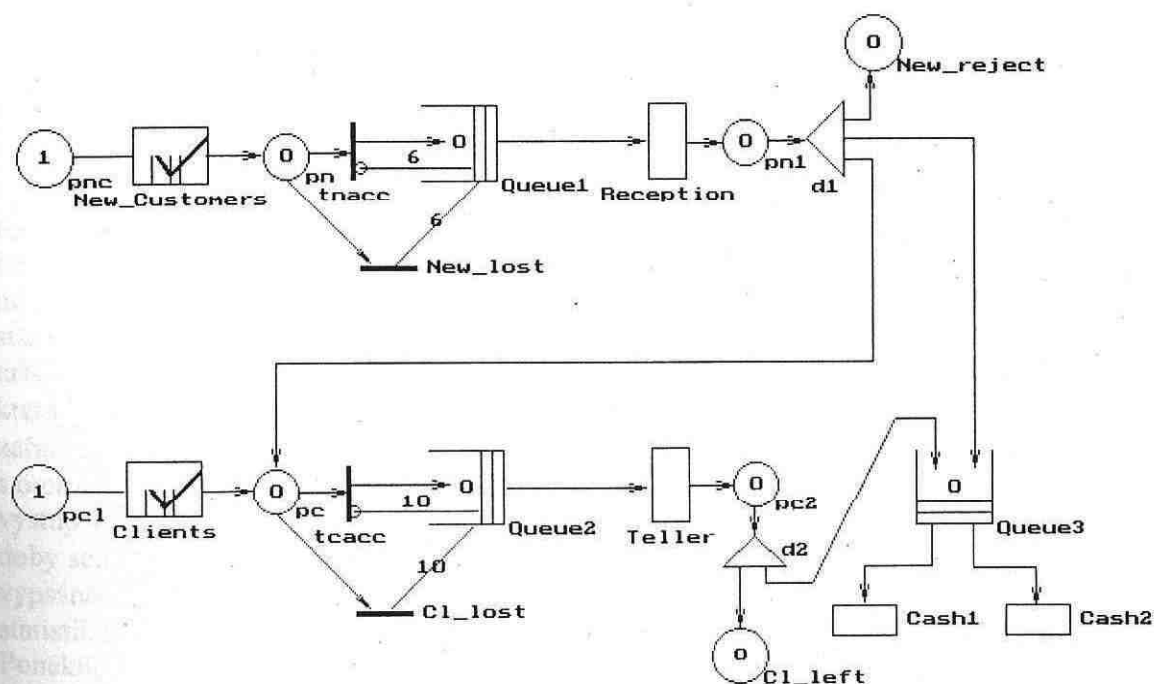 0
New_reject
1
pnc
New_Customers
0
pn
tnacc
6
0
Queue1
Reception
0
pn1
d1
6
New_lost
1
pcl
Clients
0
pc
tcacc
10
0
Queue2
Teller
0
pc2
d2
0
Queue3
10
Cl_lost
Cash1
Cash2
0
Cl_left